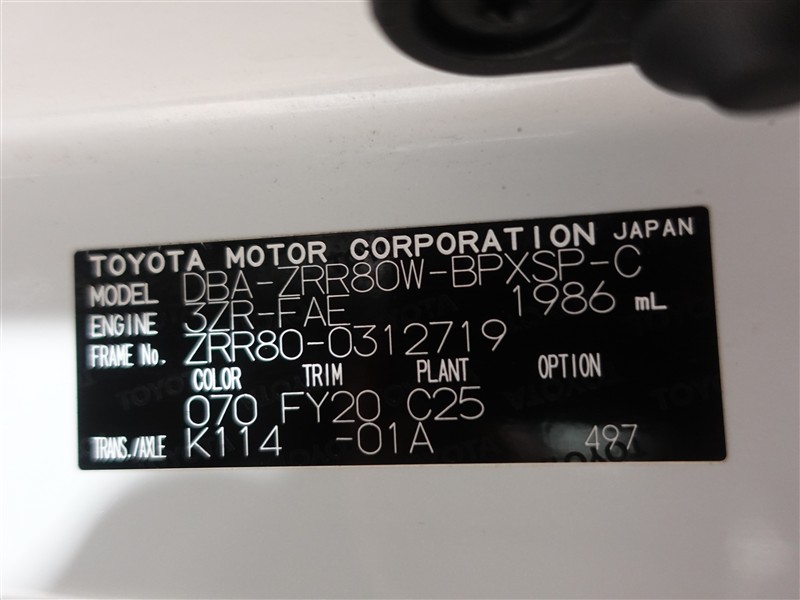 TOYOTA MOTOR CORPORATION JAPAN
MODEL DBA-ZRR80W-BPXSP-C
ENGINE 3ZR-FAE 1986 mL
FRAME No. ZRR80-0312719
COLOR TRIM PLANT OPTION
070 FY20 C25
TRANS./AXLE K114 -01A 497